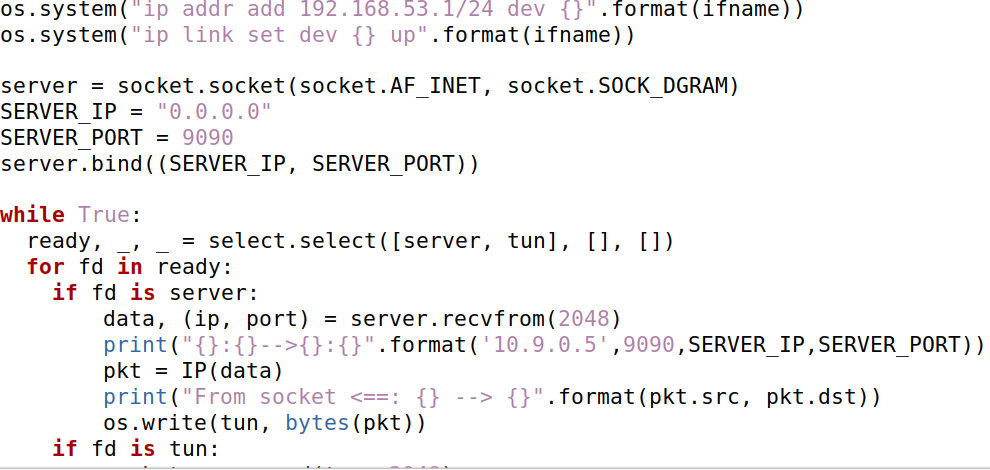 os.system("ip addr add 192.168.53.1/24 dev {}".format(ifname))
os.system("ip link set dev {} up".format(ifname))
server = socket.socket(socket.AF_INET, socket.SOCK_DGRAM)
SERVER_IP = "0.0.0.0"
SERVER_PORT = 9090
server.bind((SERVER_IP, SERVER_PORT))
while True:
ready, _, _ = select.select([server, tun], [], [])
for fd in ready:
if fd is server:
data, (ip, port) = server.recvfrom(2048)
print("{}:{}-->{}:{}".format('10.9.0.5',9090,SERVER_IP,SERVER_PORT))
pkt = IP(data)
print("From socket <==: {} --> {}".format(pkt.src, pkt.dst))
os.write(tun, bytes(pkt))
if fd is tun: